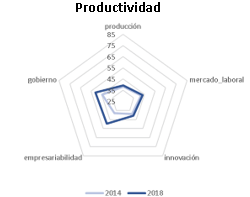 Productividad
producción
85
75
65
55
45
35
25
gobierno
mercado_laboral
empresariabilidad
innovación
2014
2018